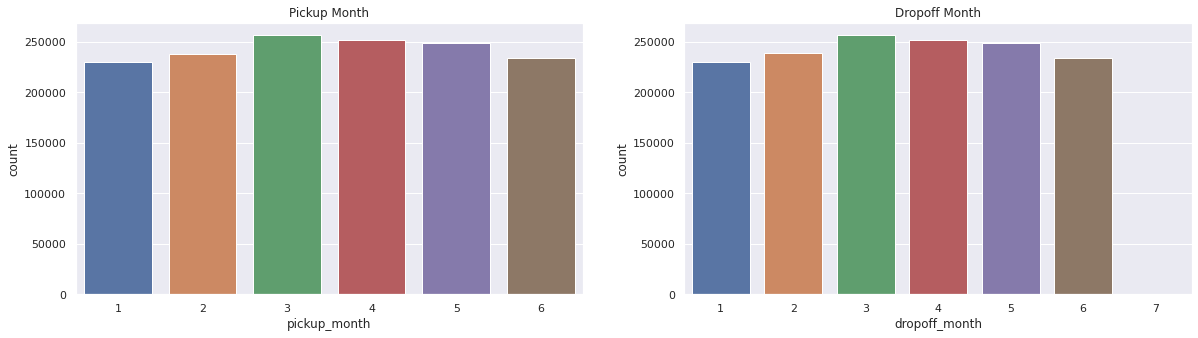 Pickup Month
250000
200000
150000
100000
50000
0
count
1 2 3 4 5 6
pickup_month
Dropoff Month
250000
200000
150000
100000
50000
0
count
1 2 3 4 5 6 7
dropoff_month